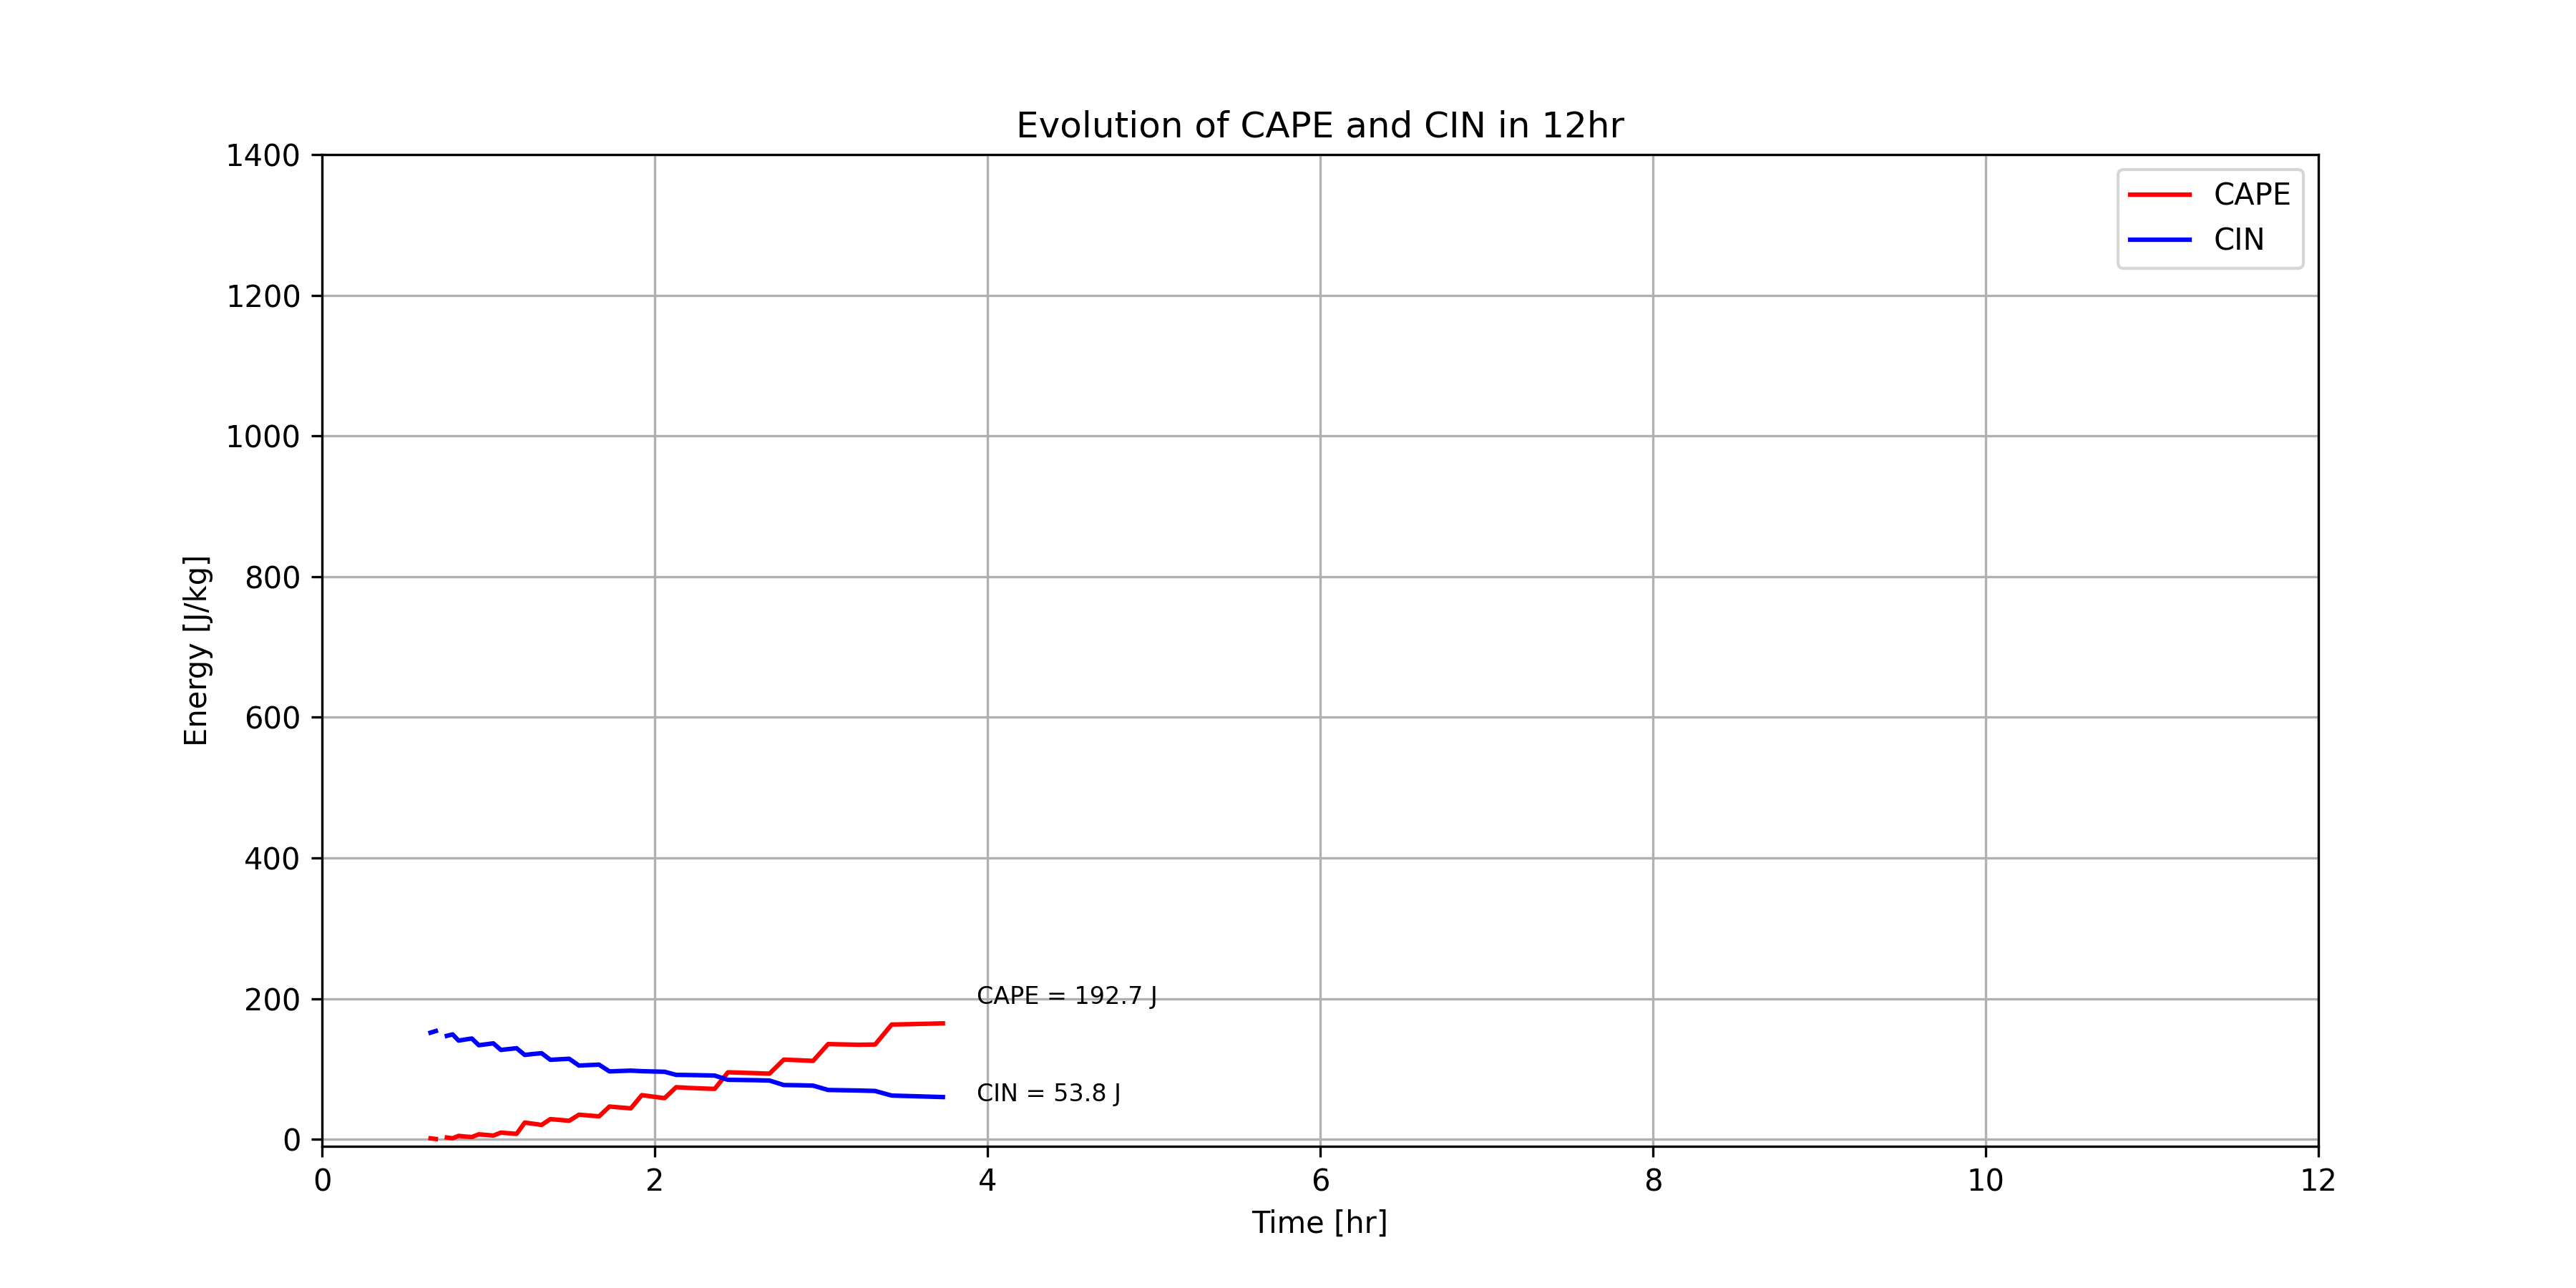 Evolution of CAPE and CIN in 12hr
1400
1200
1000
800
600
400
200
0
Energy [J/kg]
CAPE
CIN
CAPE = 192.7 J
CIN = 53.8 J
0 2 4 6 8 10 12
Time [hr]